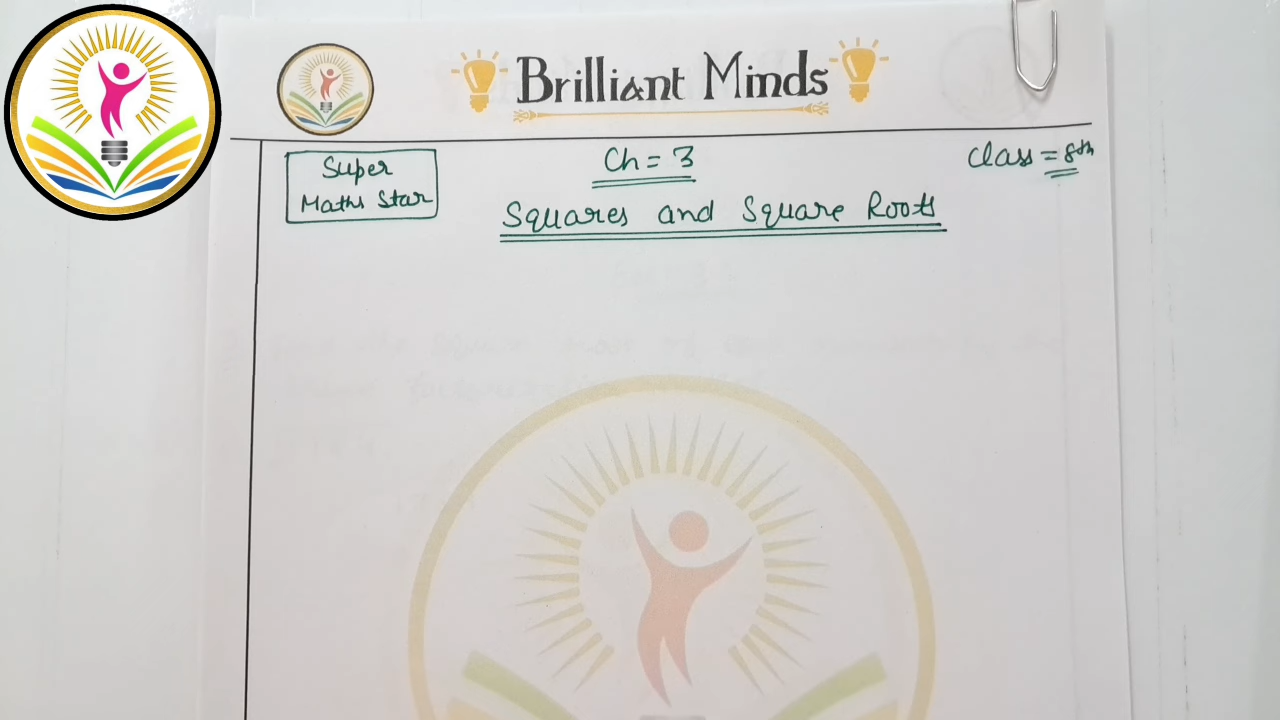 Brilliant Minds
Super
Maths Star
Ch = 3
Class = 8th
Squares and Square Roots